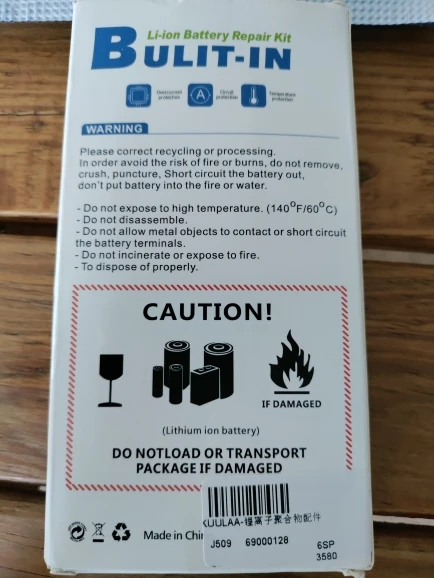 Li-ion Battery Repair Kit
BULIT-IN
Overcurrent protection
A
Circuit protection
Temperature protection
WARNING
Please correct recycling or processing.
In order avoid the risk of fire or burns, do not remove,
crush, puncture, Short circuit the battery out,
don't put battery into the fire or water.
- Do not expose to high temperature. (140°F/60°C)
- Do not disassemble.
- Do not allow metal objects to contact or short circuit
the battery terminals.
- Do not incinerate or expose to fire.
- To dispose of properly.
CAUTION!
IF DAMAGED
(Lithium ion battery)
DO NOTLOAD OR TRANSPORT
PACKAGE IF DAMAGED
Made in Chin
KUULAA-锂离子聚合物配件
J509 69000128
6SP
3580